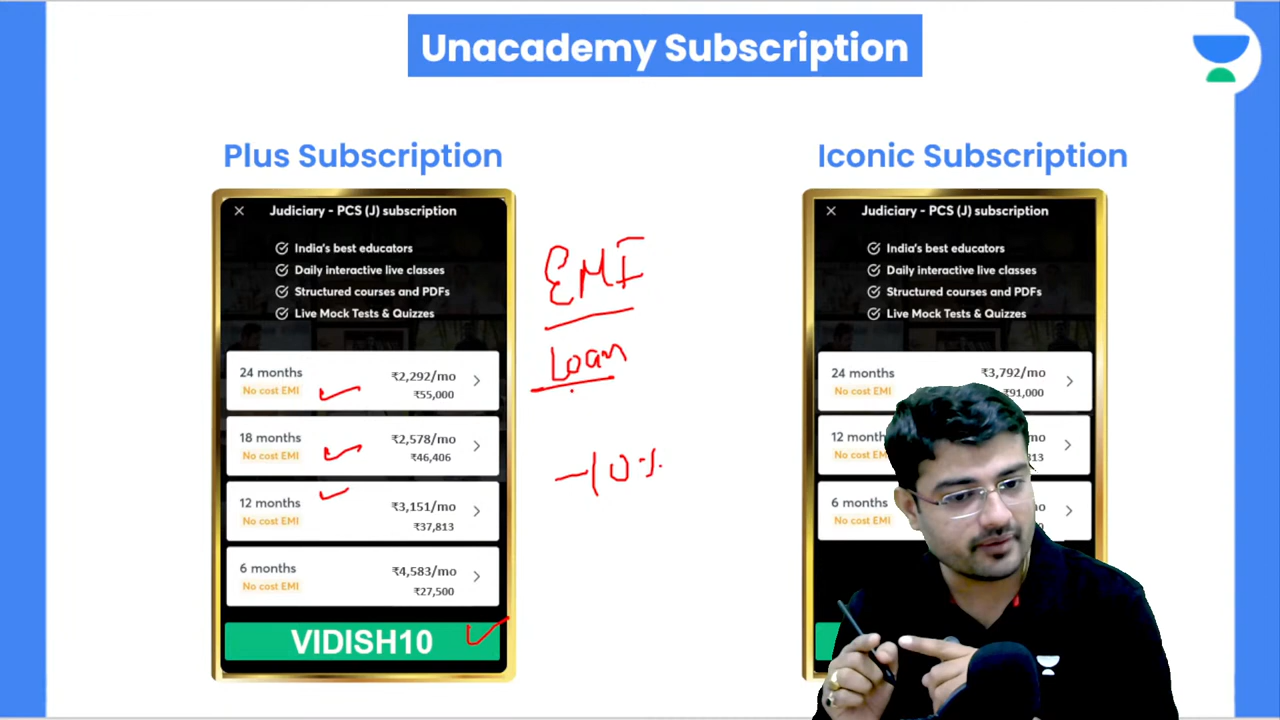 Unacademy Subscription
Plus Subscription
Judiciary - PCS (J) subscription
India's best educators
Daily interactive live classes
Structured courses and PDFs
Live Mock Tests & Quizzes
24 months
₹2,292/mo
No cost EMI
₹55,000
18 months
₹2,578/mo
No cost EMI
₹46,406
12 months
₹3,151/mo
No cost EMI
₹37,813
6 months
₹4,583/mo
No cost EMI
₹27,500
VIDISH10
EMI
Loan
-10%
Iconic Subscription
Judiciary - PCS (J) subscription
India's best educators
Daily interactive live classes
Structured courses and PDFs
Live Mock Tests & Quizzes
24 months
₹3,792/mo
No cost EMI
₹91,000
12
No cost
6 months
No cost